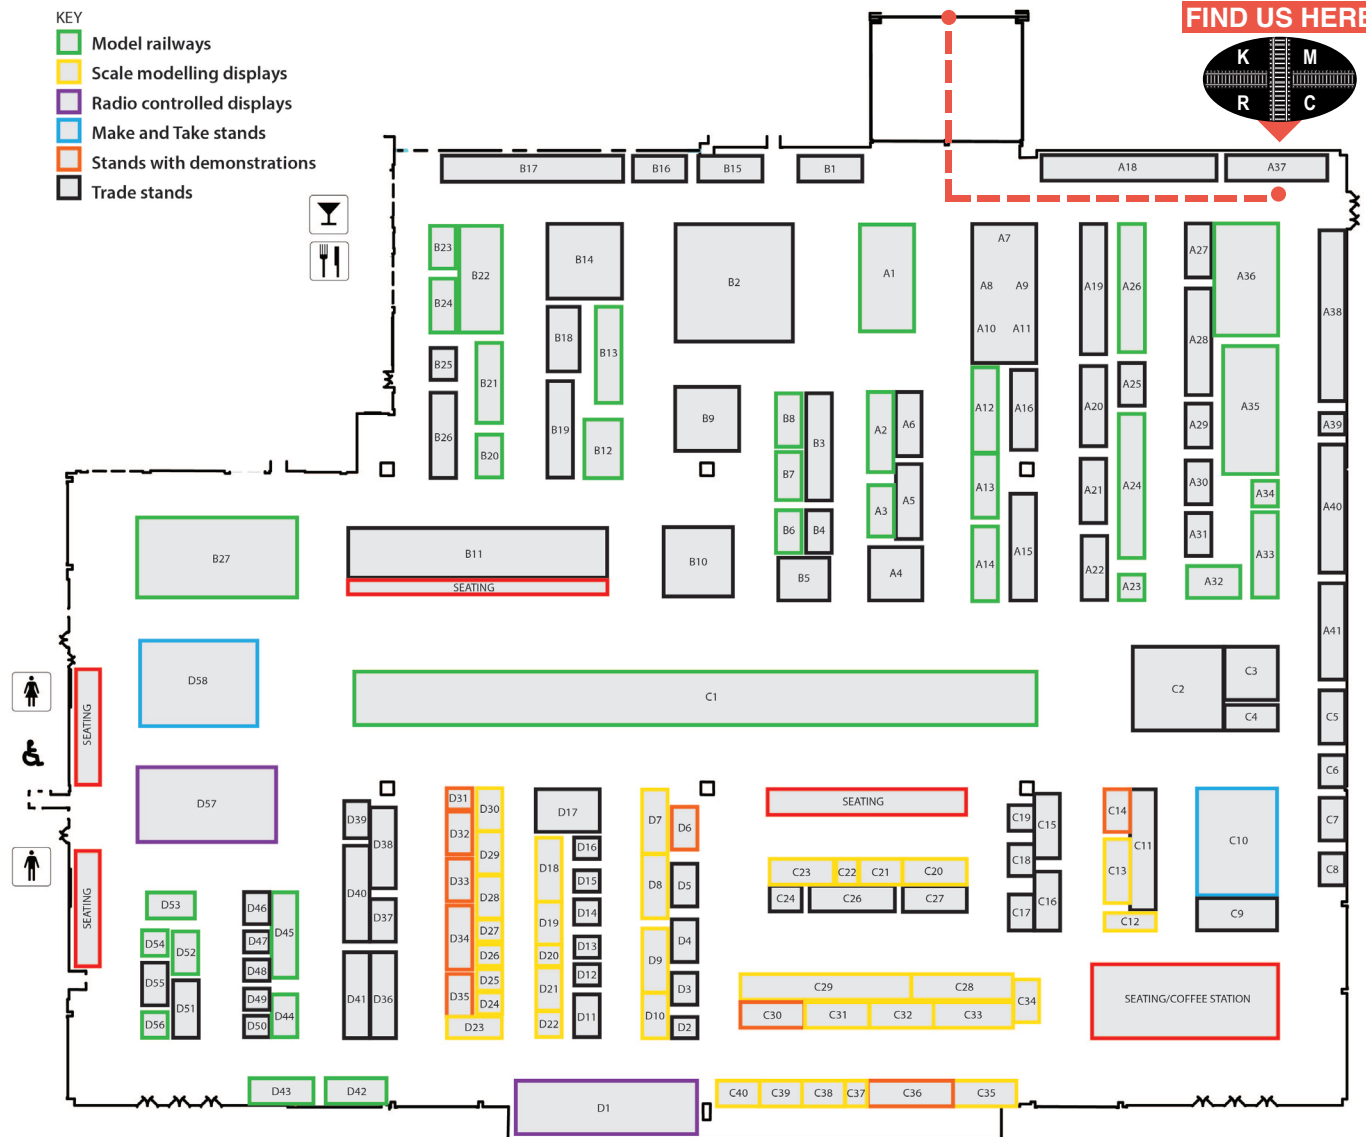 KEY
Model railways
Scale modelling displays
Radio controlled displays
Make and Take stands
Stands with demonstrations
Trade stands
FIND US HERE
K M
R C
B17 B16 B15 B1 A18 A37
B23 B22 B24 B14 B2 A1 A7 A8 A9 A10 A11 A19 A26 A27 A28 A36 A38
B25 B21 B18 B13 A25 A35
B26 B20 B19 B12 B9 B8 B3 B7 A2 A6 A12 A16 A20 A29 A39
A13 A21 A24 A30 A34 A40
B27 B11 B10 B6 B4 B5 A3 A5 A4 A14 A15 A22 A23 A31 A32 A33
SEATING
A41
D58 C1 C2 C3 C4 C5
SEATING
D57 C6
SEATING
D39 D38 D31 D30 D17 D7 D6 C19 C15 C14 C11 C10 C7
D32 D29 D16 C18 C13 C8
D40 D33 D28 D18 D15 D8 D5 C23 C22 C21 C20
SEATING
D53 D46 D45 D37 D14 C24 C26 C27 C17 C16 C12 C9
D54 D52 D47 D34 D27 D19 D13 D4
D55 D48 D26 D20 D12 D9
D51 D49 D41 D36 D35 D25 D24 D21 D11 D3 C29 C28 C34
SEATING/COFFEE STATION
D56 D50 D44 D23 D22 D10 D2 C30 C31 C32 C33
D43 D42 D1 C40 C39 C38 C37 C36 C35